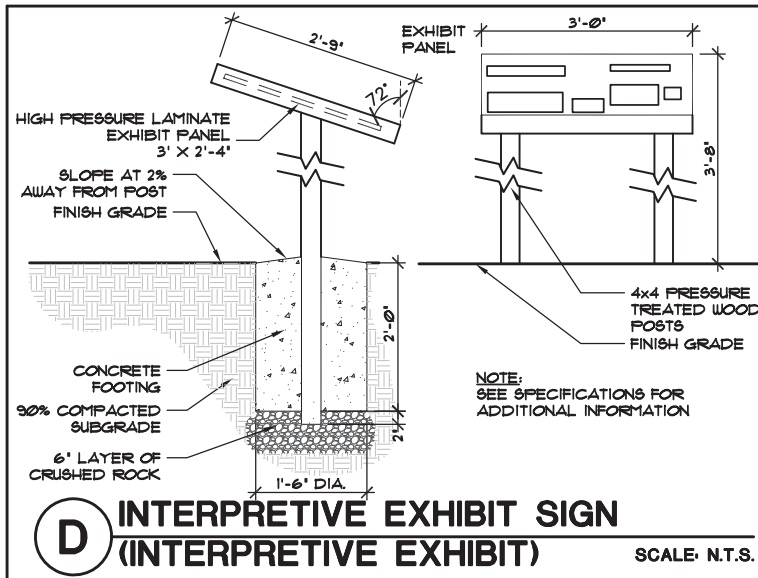 2'-9"
72°
HIGH PRESSURE LAMINATE
EXHIBIT PANEL
3' X 2'-4"
SLOPE AT 2%
AWAY FROM POST
FINISH GRADE
2'-0"
CONCRETE
FOOTING
90% COMPACTED
SUBGRADE
2"
6" LAYER OF
CRUSHED ROCK
1'-6" DIA.
EXHIBIT
PANEL
3'-0"
3'-8"
4x4 PRESSURE
TREATED WOOD
POSTS
FINISH GRADE
NOTE:
SEE SPECIFICATIONS FOR
ADDITIONAL INFORMATION
D
INTERPRETIVE EXHIBIT SIGN
(INTERPRETIVE EXHIBIT)
SCALE: N.T.S.